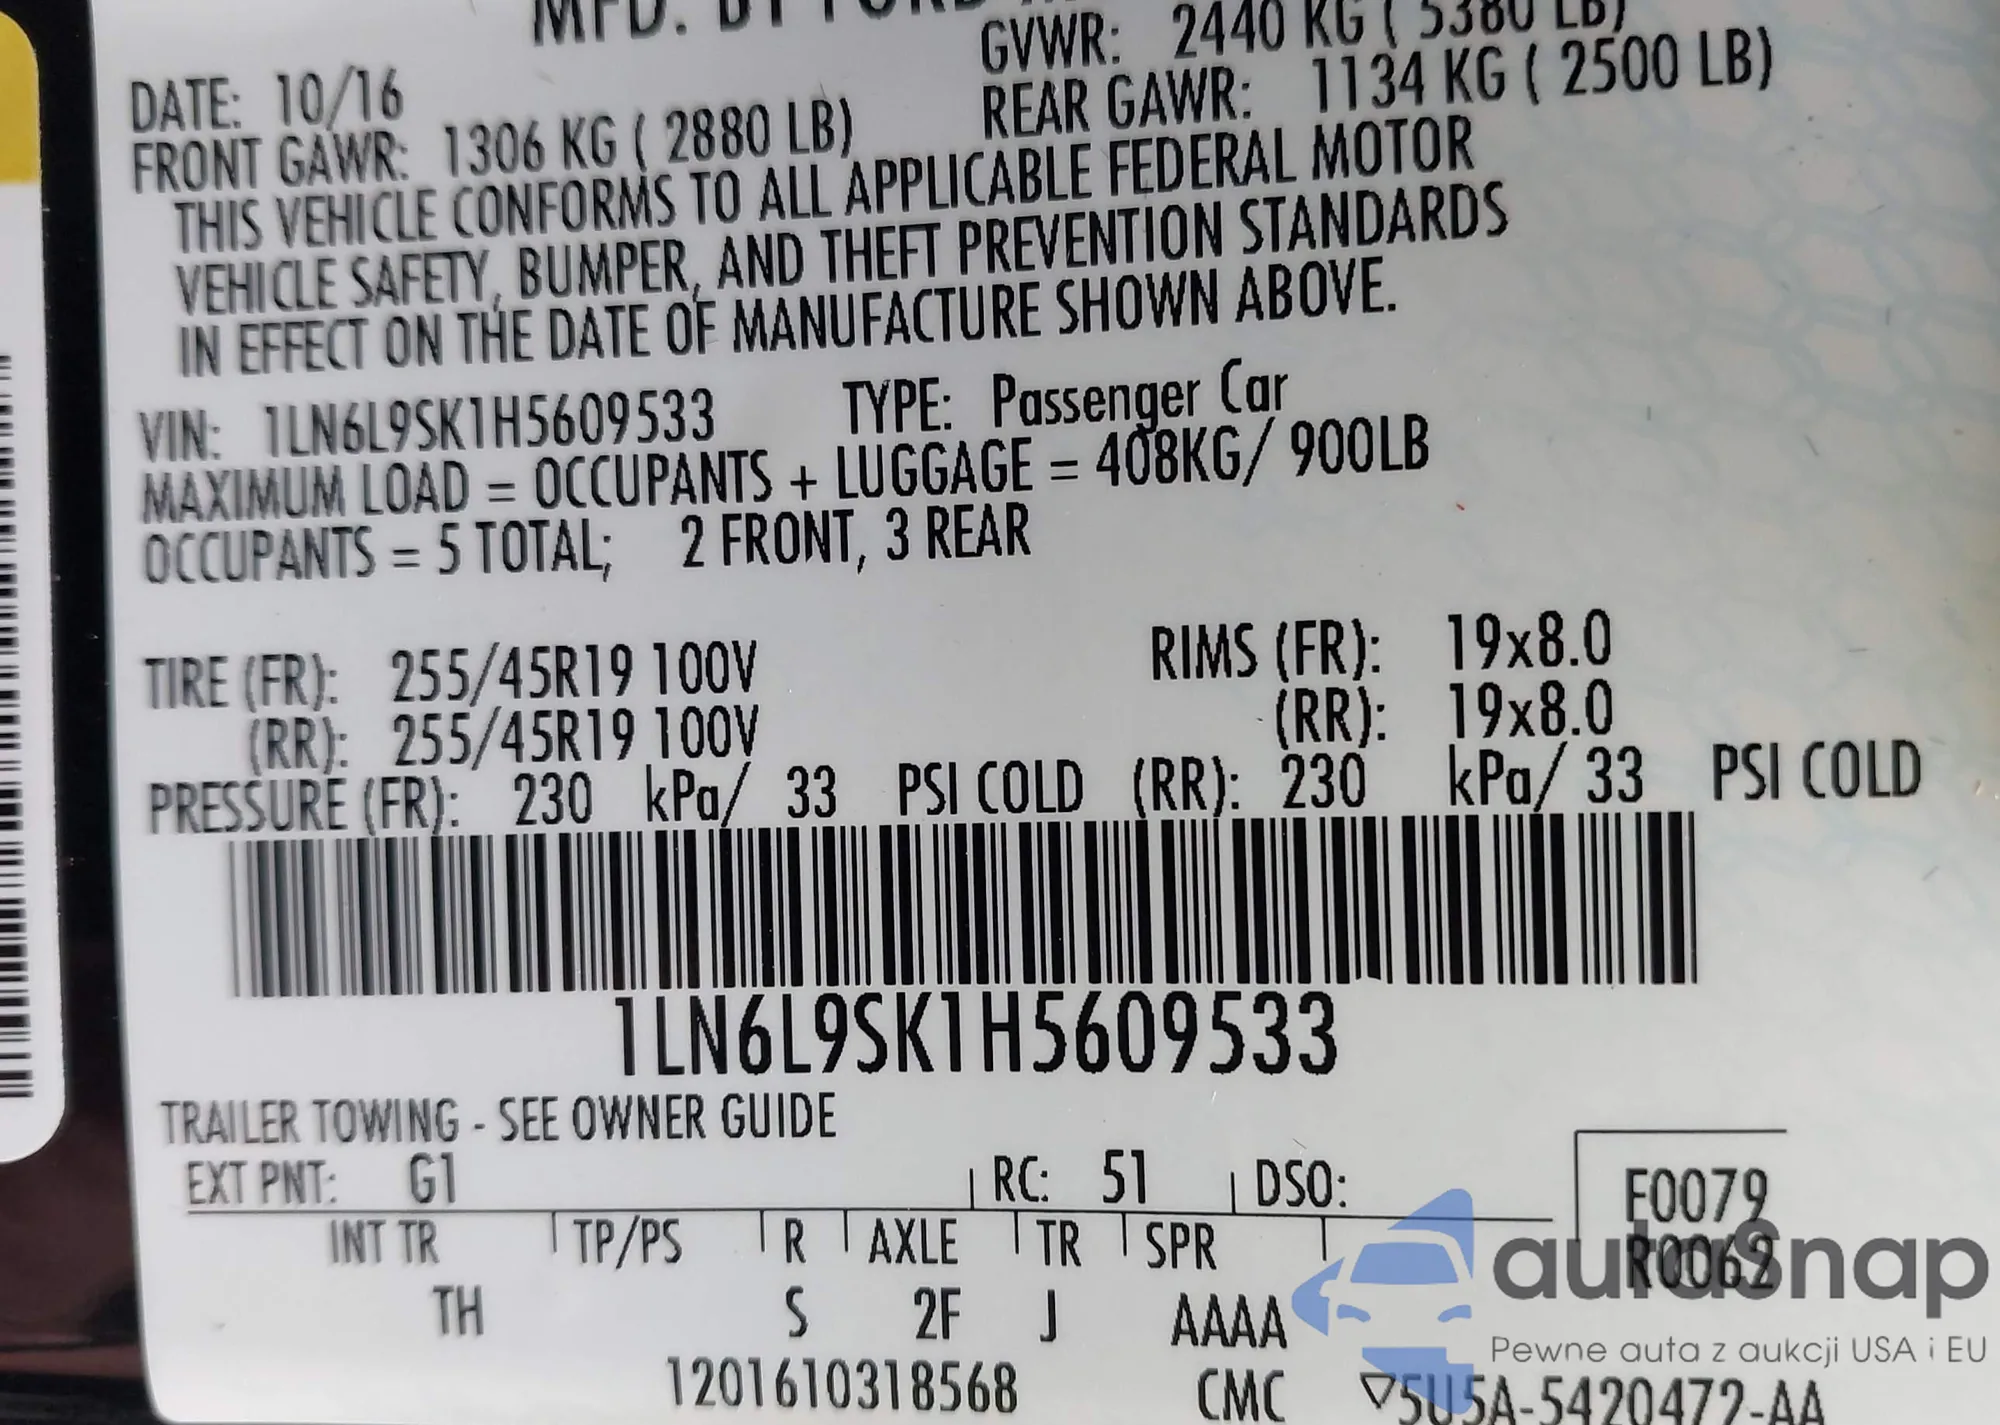 MFD. BY FORD
DATE: 10/16 GVWR: 2440 KG ( 5380 LB)
FRONT GAWR: 1306 KG ( 2880 LB) REAR GAWR: 1134 KG ( 2500 LB)
THIS VEHICLE CONFORMS TO ALL APPLICABLE FEDERAL MOTOR
VEHICLE SAFETY, BUMPER, AND THEFT PREVENTION STANDARDS
IN EFFECT ON THE DATE OF MANUFACTURE SHOWN ABOVE.
VIN: 1LN6L9SK1H5609533 TYPE: Passenger Car
MAXIMUM LOAD = OCCUPANTS + LUGGAGE = 408KG/ 900LB
OCCUPANTS = 5 TOTAL; 2 FRONT, 3 REAR
TIRE (FR): 255/45R19 100V RIMS (FR): 19x8.0
(RR): 255/45R19 100V (RR): 19x8.0
PRESSURE (FR): 230 kPa/ 33 PSI COLD (RR): 230 kPa/ 33 PSI COLD
1LN6L9SK1H5609533
TRAILER TOWING - SEE OWNER GUIDE
EXT PNT: G1 RC: 51 DSO: F0079
INT TR TP/PS R AXLE TR SPR R0062
TH S 2F J AAAA
1201610318568 CMC ▽5U5A-5420472-AA
autoSnap
Pewne auta z aukcji USA i EU